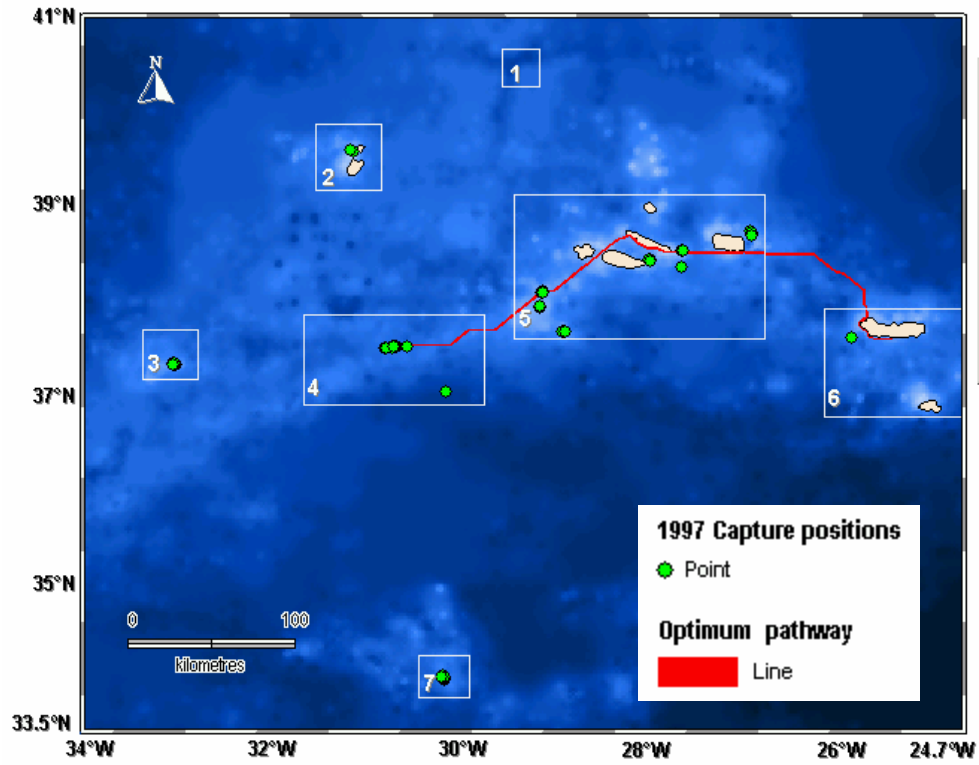 41°N
N
1
2
39°N
5
3
4
37°N
6
1997 Capture positions
Point
35°N
Optimum pathway
Line
0 100
kilometres
7
33.5°N
34°W 32°W 30°W 28°W 26°W 24.7°W